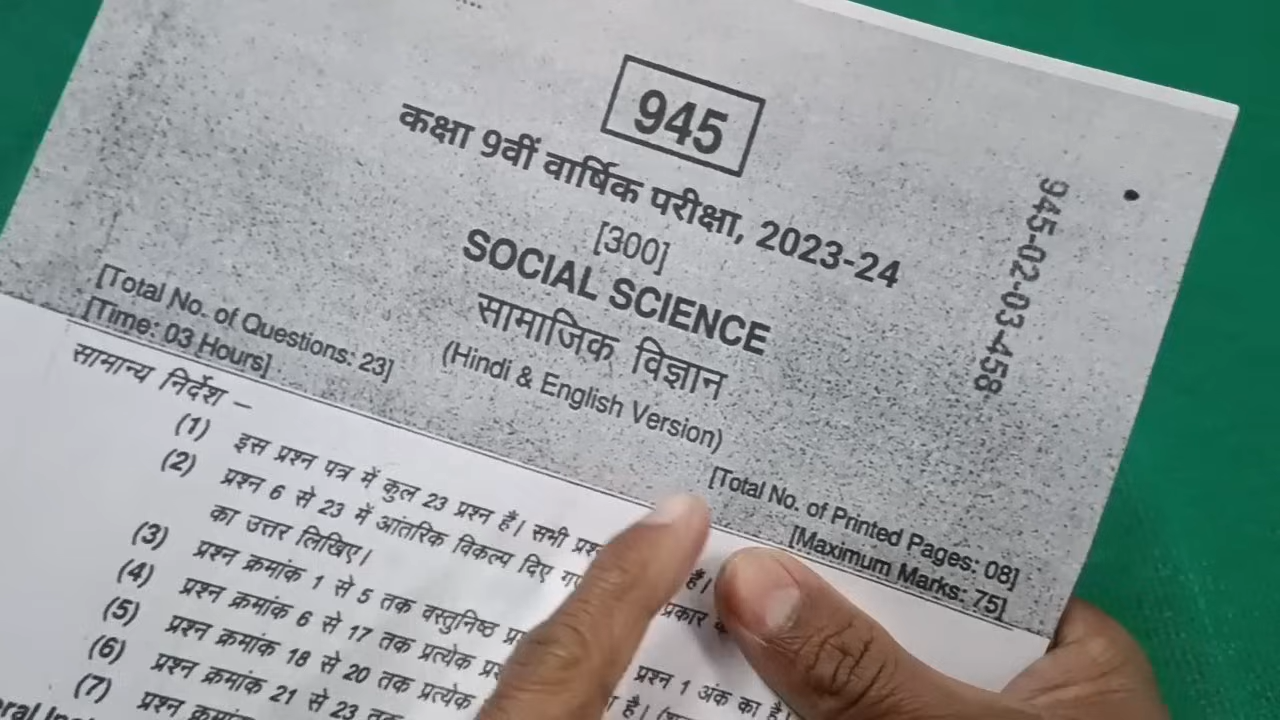 945
कक्षा 9वीं वार्षिक परीक्षा, 2023-24
[300]
SOCIAL SCIENCE
सामाजिक विज्ञान
(Hindi & English Version)
945-02-03-458
[Total No. of Questions: 23]
[Time: 03 Hours]
[Total No. of Printed Pages: 08]
[Maximum Marks: 75]
सामान्य निर्देश –
(1) इस प्रश्न पत्र में कुल 23 प्रश्न हैं। सभी हैं।
(2) प्रश्न 6 से 23 में आंतरिक विकल्प दिए प्रकार
का उत्तर लिखिए।
(3) प्रश्न क्रमांक 1 से 5 तक वस्तुनिष्ठ प्रश्न 1 अंक का है।
(4) प्रश्न क्रमांक 6 से 17 तक प्रत्येक है।
(5) प्रश्न क्रमांक 18 से 20 तक प्रत्येक
(6) प्रश्न क्रमांक 21 से 23 तक
(7) प्रश्न